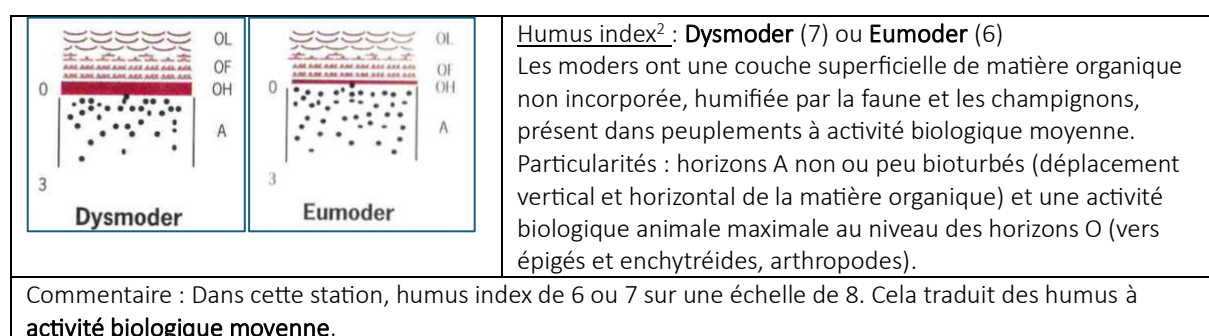 OL
OF
0
OH
A
3
Dysmoder
OL
OF
0
OH
A
3
Eumoder
Humus index² : Dysmoder (7) ou Eumoder (6)
Les moders ont une couche superficielle de matière organique
non incorporée, humifiée par la faune et les champignons,
présent dans peuplements à activité biologique moyenne.
Particularités : horizons A non ou peu bioturbés (déplacement
vertical et horizontal de la matière organique) et une activité
biologique animale maximale au niveau des horizons O (vers
épigés et enchytréides, arthropodes).
Commentaire : Dans cette station, humus index de 6 ou 7 sur une échelle de 8. Cela traduit des humus à
activité biologique moyenne.